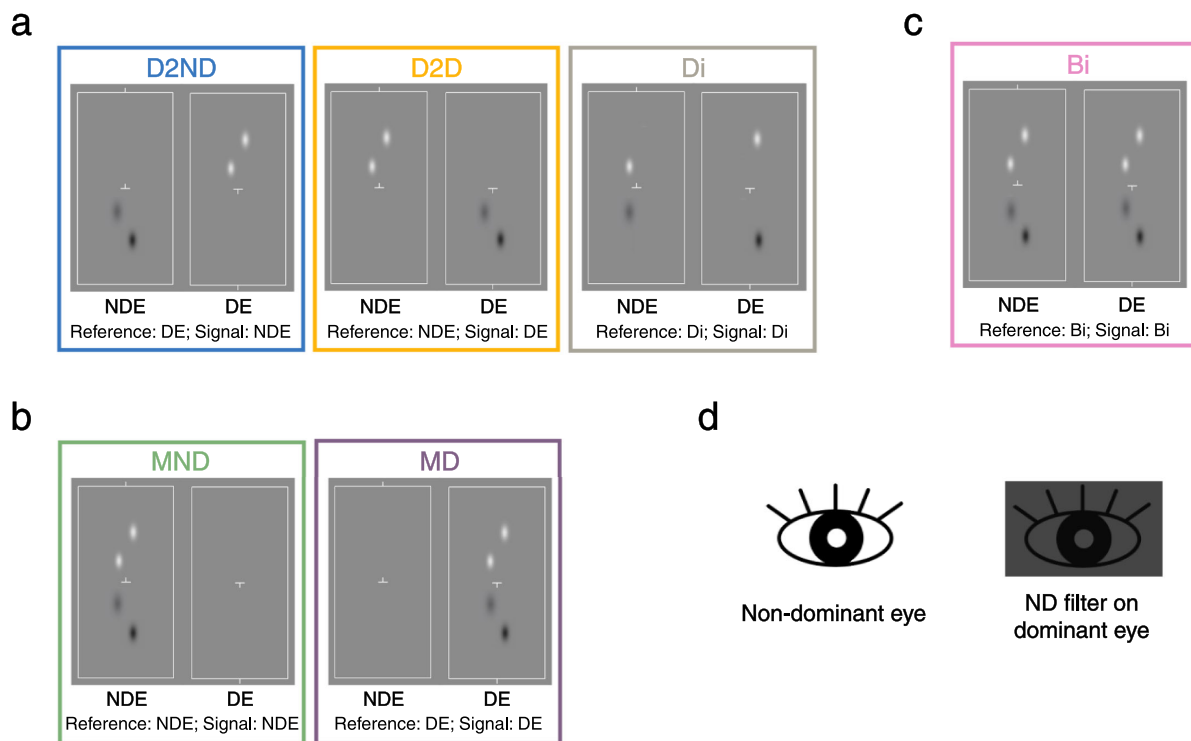 a
D2ND
NDE
DE
Reference: DE; Signal: NDE
D2D
NDE
DE
Reference: NDE; Signal: DE
Di
NDE
DE
Reference: Di; Signal: Di
c
Bi
NDE
DE
Reference: Bi; Signal: Bi
b
MND
NDE
DE
Reference: NDE; Signal: NDE
MD
NDE
DE
Reference: DE; Signal: DE
d
Non-dominant eye
ND filter on
dominant eye